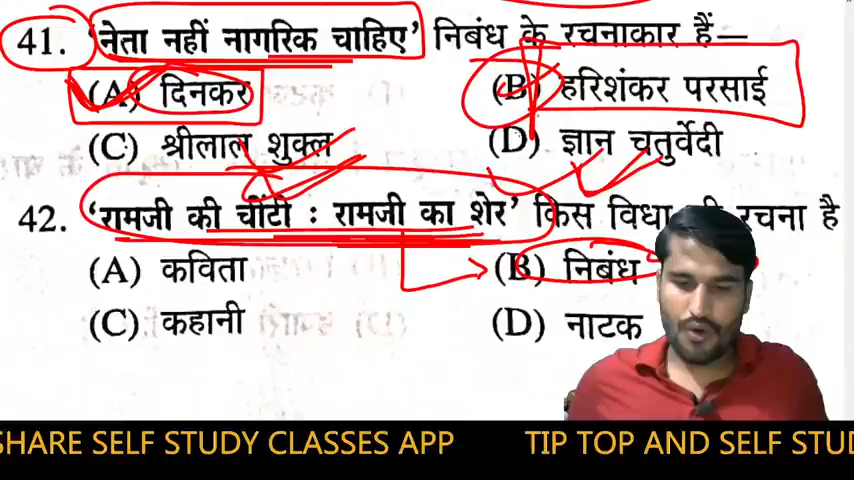 41. 'नेता नहीं नागरिक चाहिए' निबंध के रचनाकार हैं—
(A) दिनकर (B) हरिशंकर परसाई
(C) श्रीलाल शुक्ल (D) ज्ञान चतुर्वेदी
42. 'रामजी की चींटी : रामजी का शेर' किस विधा की रचना है
(A) कविता (B) निबंध
(C) कहानी (D) नाटक
SHARE SELF STUDY CLASSES APP TIP TOP AND SELF STUD